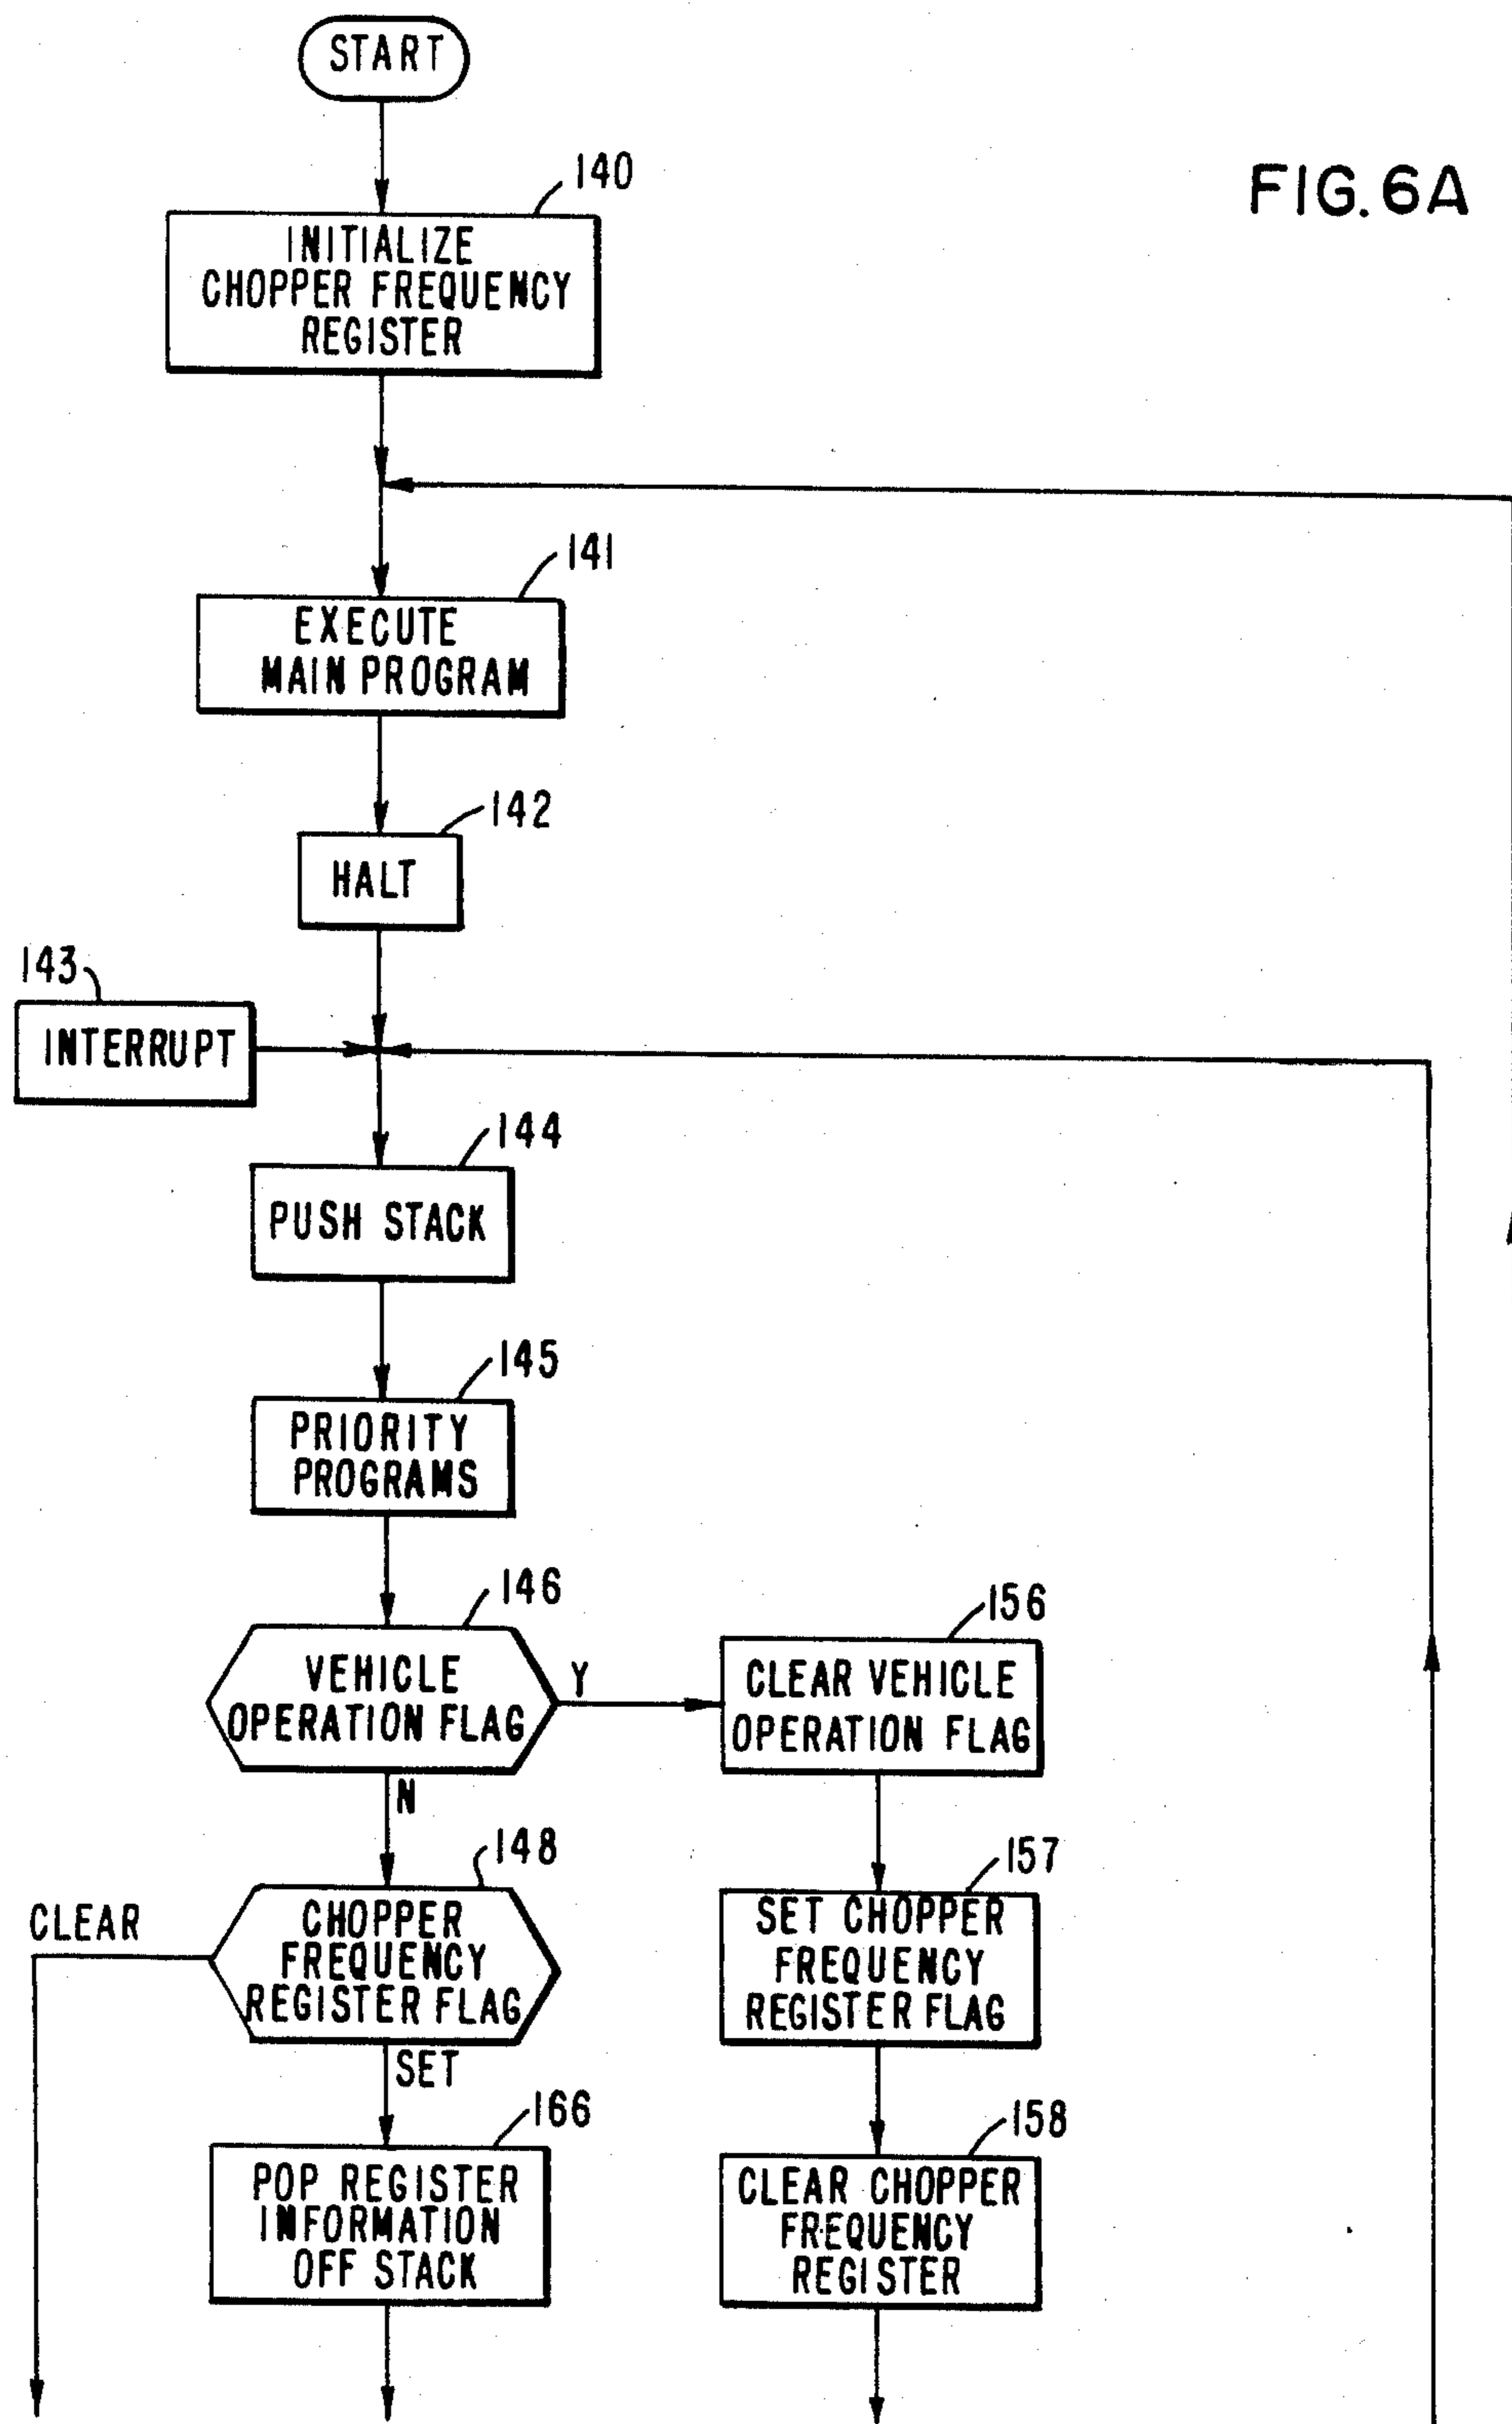 START
140
FIG. 6A
INITIALIZE
CHOPPER FREQUENCY
REGISTER
141
EXECUTE
MAIN PROGRAM
142
HALT
143
INTERRUPT
144
PUSH STACK
145
PRIORITY
PROGRAMS
146
VEHICLE
OPERATION FLAG
Y
N
156
CLEAR VEHICLE
OPERATION FLAG
148
CHOPPER
FREQUENCY
REGISTER FLAG
CLEAR
SET
157
SET CHOPPER
FREQUENCY
REGISTER FLAG
166
POP REGISTER
INFORMATION
OFF STACK
158
CLEAR CHOPPER
FREQUENCY
REGISTER